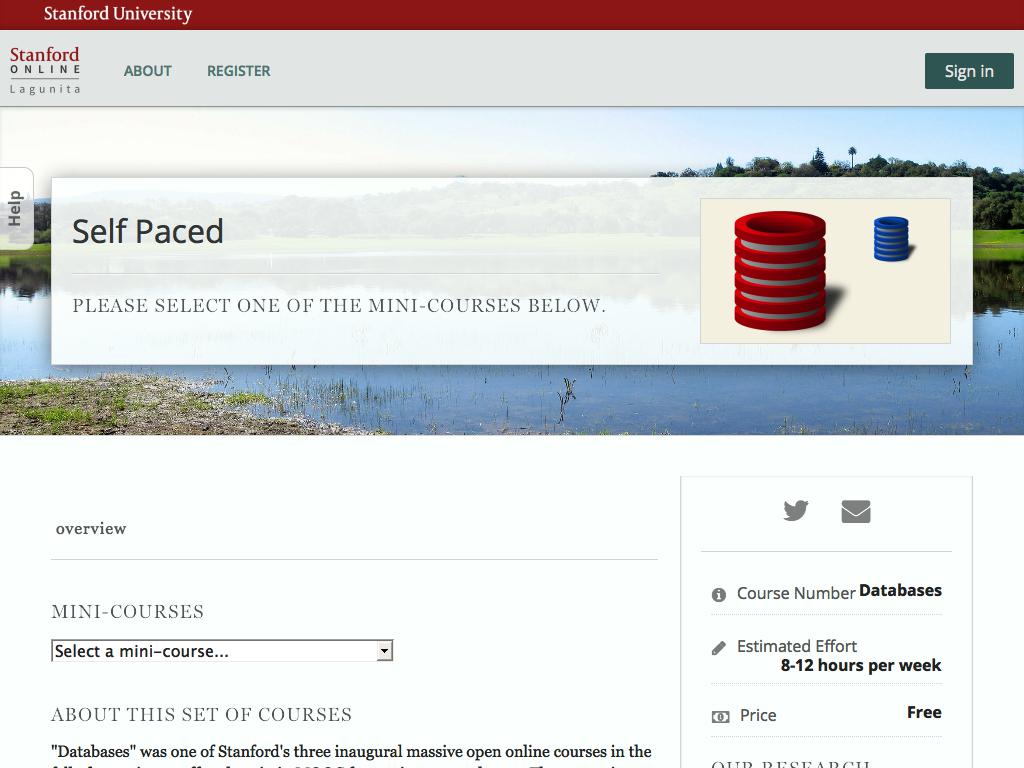 Stanford University
Stanford
ONLINE
Lagunita
ABOUT
REGISTER
Sign in
Help
Self Paced
PLEASE SELECT ONE OF THE MINI-COURSES BELOW.
overview
MINI-COURSES
Select a mini-course...
ABOUT THIS SET OF COURSES
"Databases" was one of Stanford's three inaugural massive open online courses in the
Course Number Databases
Estimated Effort
8-12 hours per week
Price Free
OUR RESEARCH